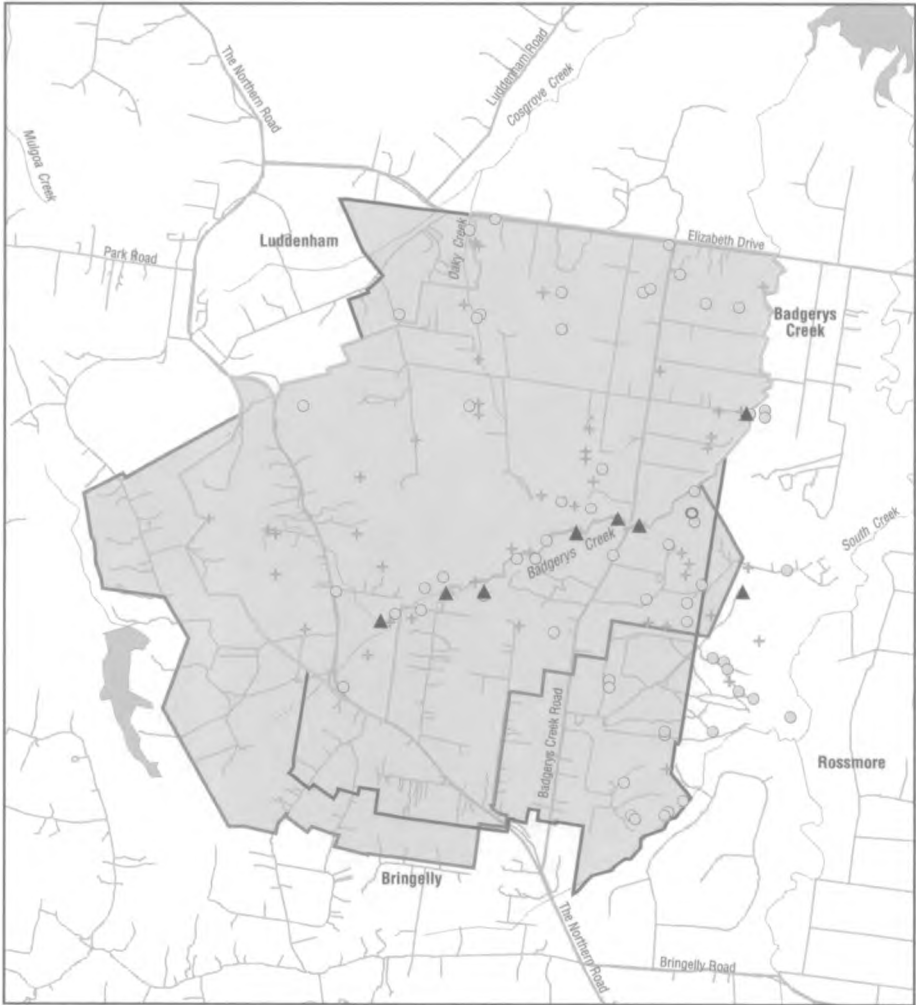 The Northern Road
Luddenham Road
Cosgrove Creek
Mulgoa Creek
Luddenham
Oaky Creek
Elizabeth Drive
Park Road
Badgerys
Creek
South Creek
Badgerys Creek
Badgerys Creek Road
Rossmore
Bringelly
The Northern Road
Bringelly Road